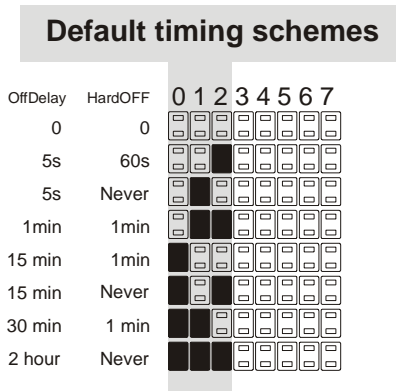 Default timing schemes
OffDelay HardOFF 0 1 2 3 4 5 6 7
0 0
5s 60s
5s Never
1min 1min
15 min 1min
15 min Never
30 min 1 min
2 hour Never